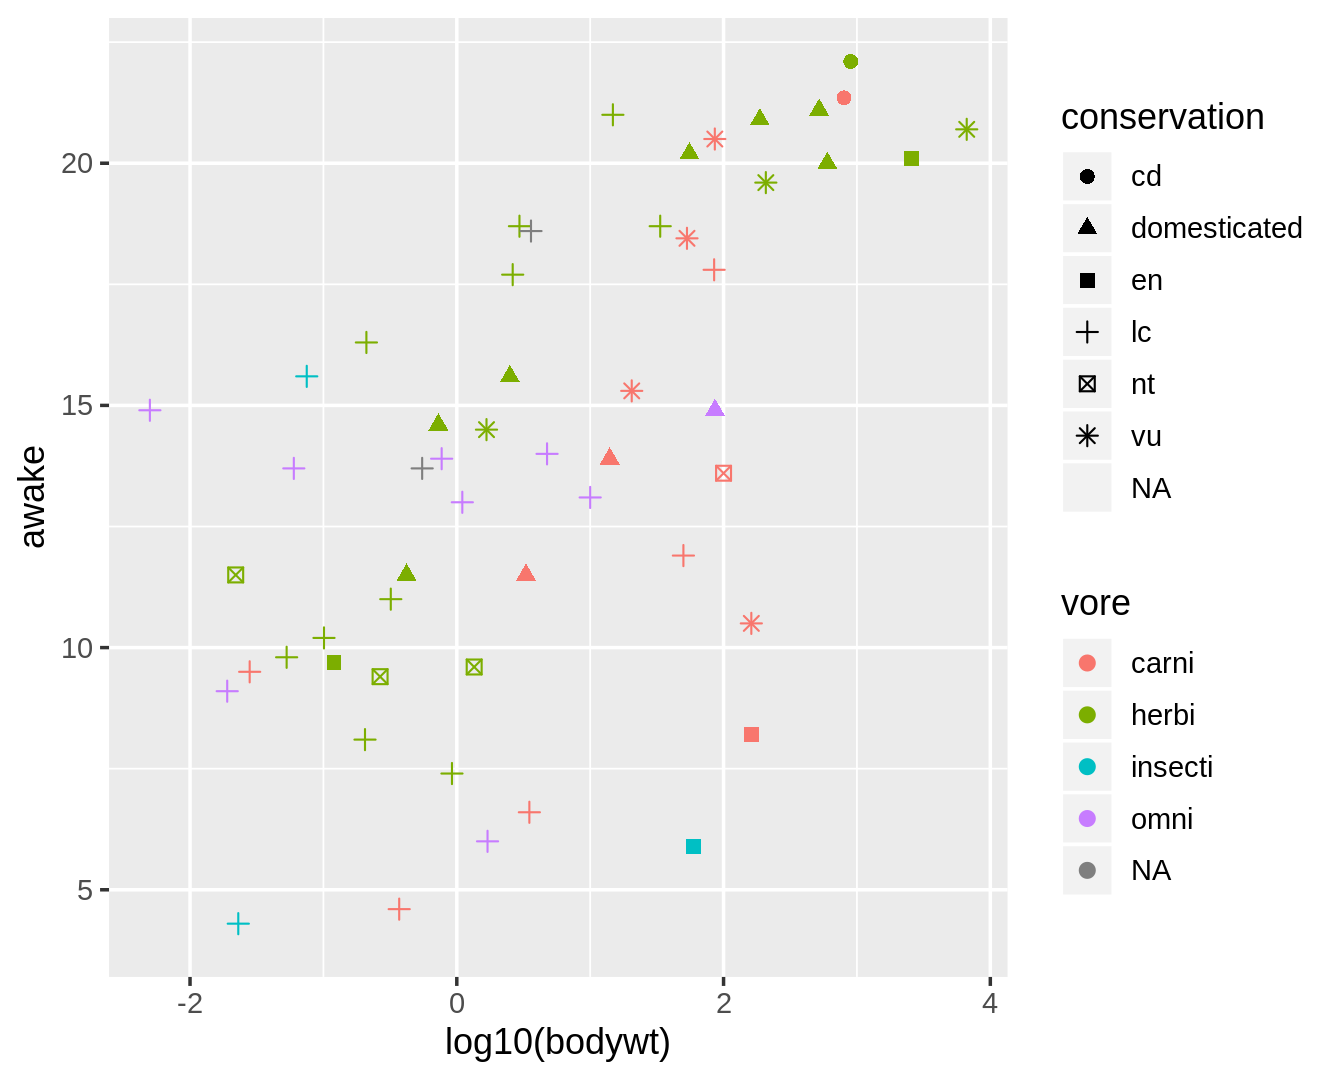 conservation
cd
domesticated
en
lc
nt
vu
NA
vore
carni
herbi
insecti
omni
NA
awake
20
15
10
5
-2 0 2 4
log10(bodywt)